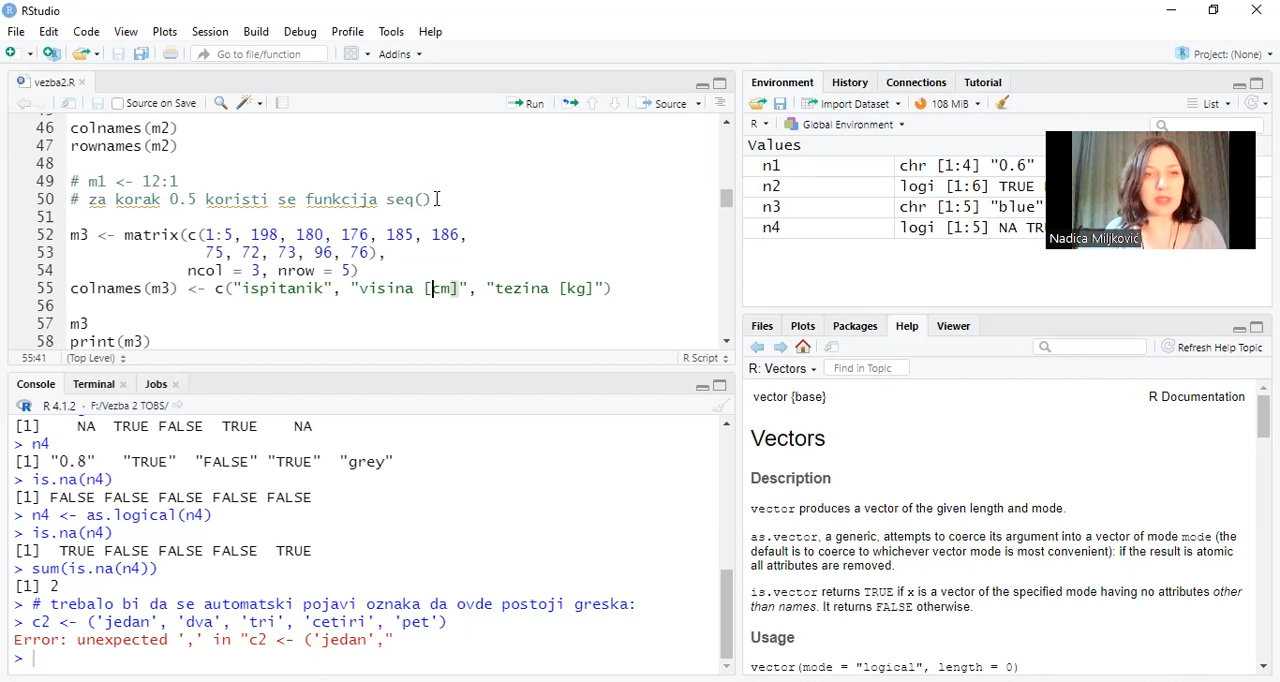 RStudio
File Edit Code View Plots Session Build Debug Profile Tools Help
Go to file/function Addins Project: (None)
vezba2.R
Source on Save Run Source
46 colnames(m2)
47 rownames(m2)
48
49 # m1 <- 12:1
50 # za korak 0.5 koristi se funkcija seq()
51
52 m3 <- matrix(c(1:5, 198, 180, 176, 185, 186,
53 75, 72, 73, 96, 76),
54 ncol = 3, nrow = 5)
55 colnames(m3) <- c("ispitanik", "visina [cm]", "tezina [kg]")
56
57 m3
58 print(m3)
55:41 (Top Level) R Script
Console Terminal Jobs
R 4.1.2 · F:/Vezba 2 TOBS/
[1] NA TRUE FALSE TRUE NA
> n4
[1] "0.8" "TRUE" "FALSE" "TRUE" "grey"
> is.na(n4)
[1] FALSE FALSE FALSE FALSE FALSE
> n4 <- as.logical(n4)
> is.na(n4)
[1] TRUE FALSE FALSE FALSE TRUE
> sum(is.na(n4))
[1] 2
> # trebalo bi da se automatski pojavi oznaka da ovde postoji greska:
> c2 <- ('jedan', 'dva', 'tri', 'cetiri', 'pet')
Error: unexpected ',' in "c2 <- ('jedan',"
>
Environment History Connections Tutorial
Import Dataset 108 MiB List
R Global Environment
Values
n1 chr [1:4] "0.6"
n2 logi [1:6] TRUE
n3 chr [1:5] "blue"
n4 logi [1:5] NA TR
Nadica Miljković
Files Plots Packages Help Viewer
Refresh Help Topic
R: Vectors Find in Topic
vector {base} R Documentation
Vectors
Description
vector produces a vector of the given length and mode.
as.vector, a generic, attempts to coerce its argument into a vector of mode mode (the
default is to coerce to whichever vector mode is most convenient): if the result is atomic
all attributes are removed.
is.vector returns TRUE if x is a vector of the specified mode having no attributes other
than names. It returns FALSE otherwise.
Usage
vector(mode = "logical", length = 0)